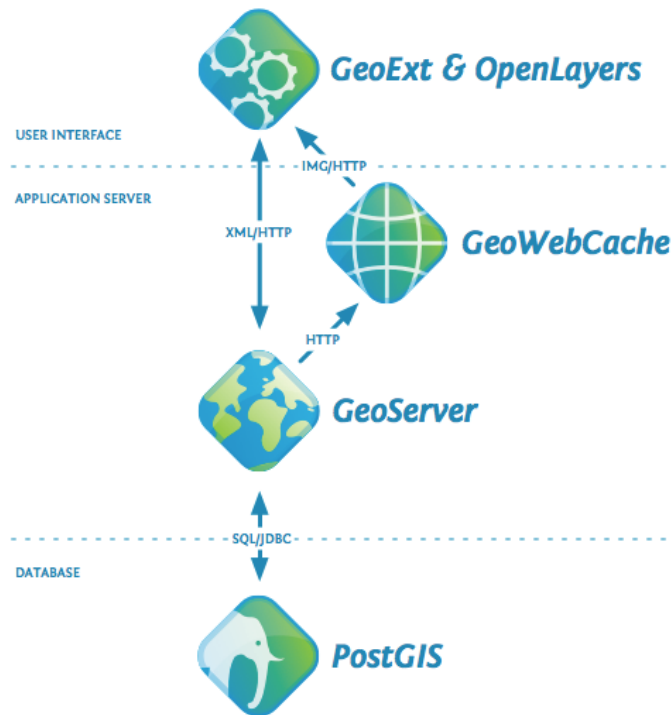 GeoExt & OpenLayers
USER INTERFACE
IMG/HTTP
APPLICATION SERVER
XML/HTTP
GeoWebCache
HTTP
GeoServer
SQL/JDBC
DATABASE
PostGIS